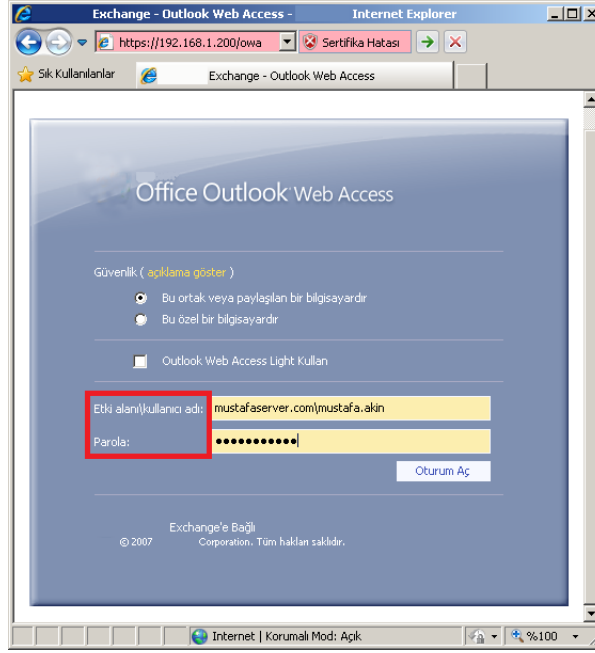 Exchange - Outlook Web Access - Internet Explorer
https://192.168.1.200/owa Sertifika Hatası
Sık Kullanılanlar Exchange - Outlook Web Access
Office Outlook Web Access
Güvenlik ( açıklama göster )
Bu ortak veya paylaşılan bir bilgisayardır
Bu özel bir bilgisayardır
Outlook Web Access Light Kullan
Etki alanı\kullanıcı adı: mustafaserver.com\mustafa.akin
Parola: ●●●●●●●●●●●
Oturum Aç
Exchange'e Bağlı
© 2007 Corporation. Tüm hakları saklıdır.
Internet | Korumalı Mod: Açık %100